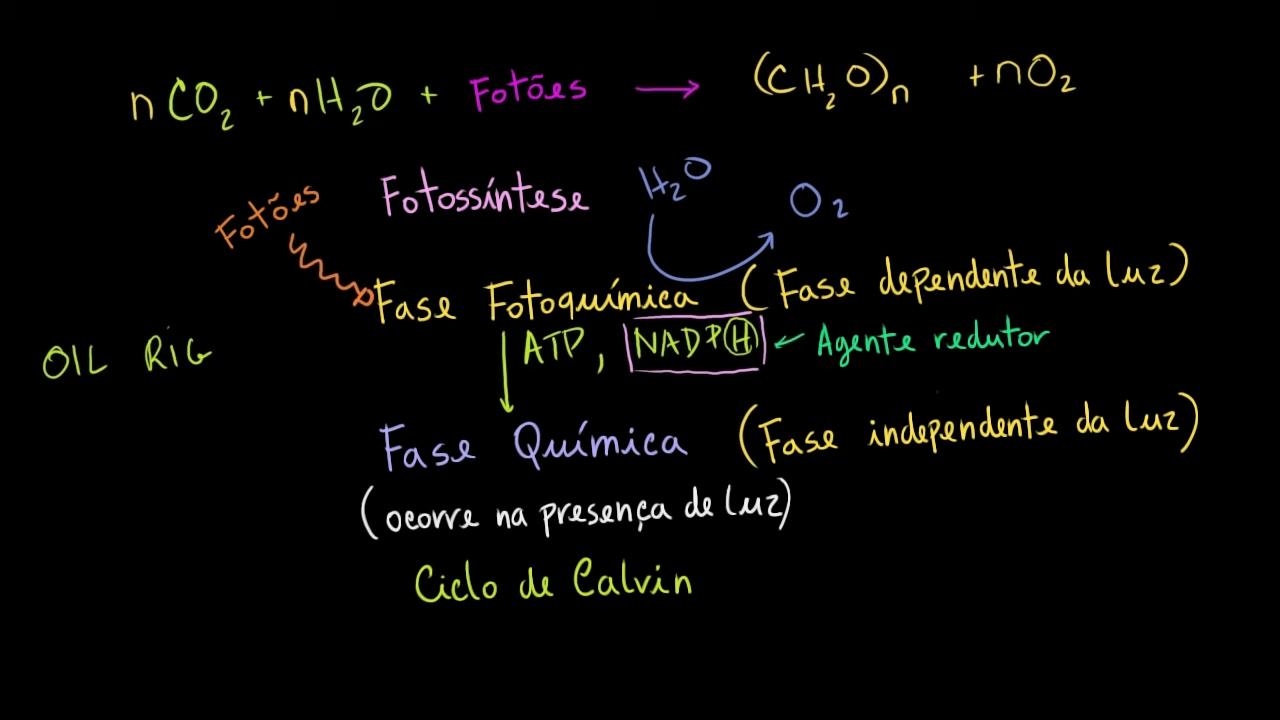 nCO₂ + nH₂O + Fotões → (CH₂O)n + nO₂
Fotões
Fotossíntese
H₂O
O₂
Fase Fotoquímica (Fase dependente da luz)
OIL RIG
ATP, NADPH ← Agente redutor
Fase Química (Fase independente da luz)
(ocorre na presença de luz)
Ciclo de Calvin